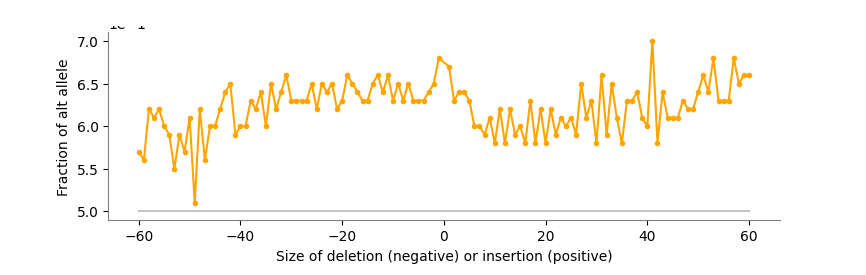 7.0
6.5
6.0
5.5
5.0
Fraction of alt allele
−60 −40 −20 0 20 40 60
Size of deletion (negative) or insertion (positive)